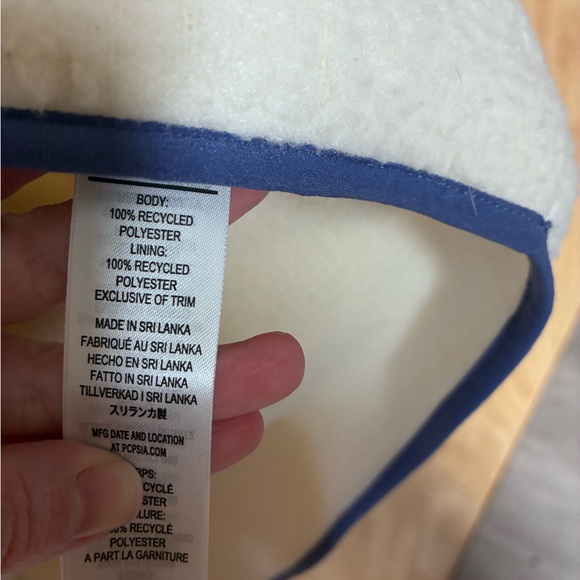 BODY:
100% RECYCLED
POLYESTER
LINING:
100% RECYCLED
POLYESTER
EXCLUSIVE OF TRIM
MADE IN SRI LANKA
FABRIQUÉ AU SRI LANKA
HECHO EN SRI LANKA
FATTO IN SRI LANKA
TILLVERKAD I SRI LANKA
スリランカ製
MFG DATE AND LOCATION
AT PCPSIA.COM
RECYCLÉ
POLYESTER
A PART LA GARNITURE